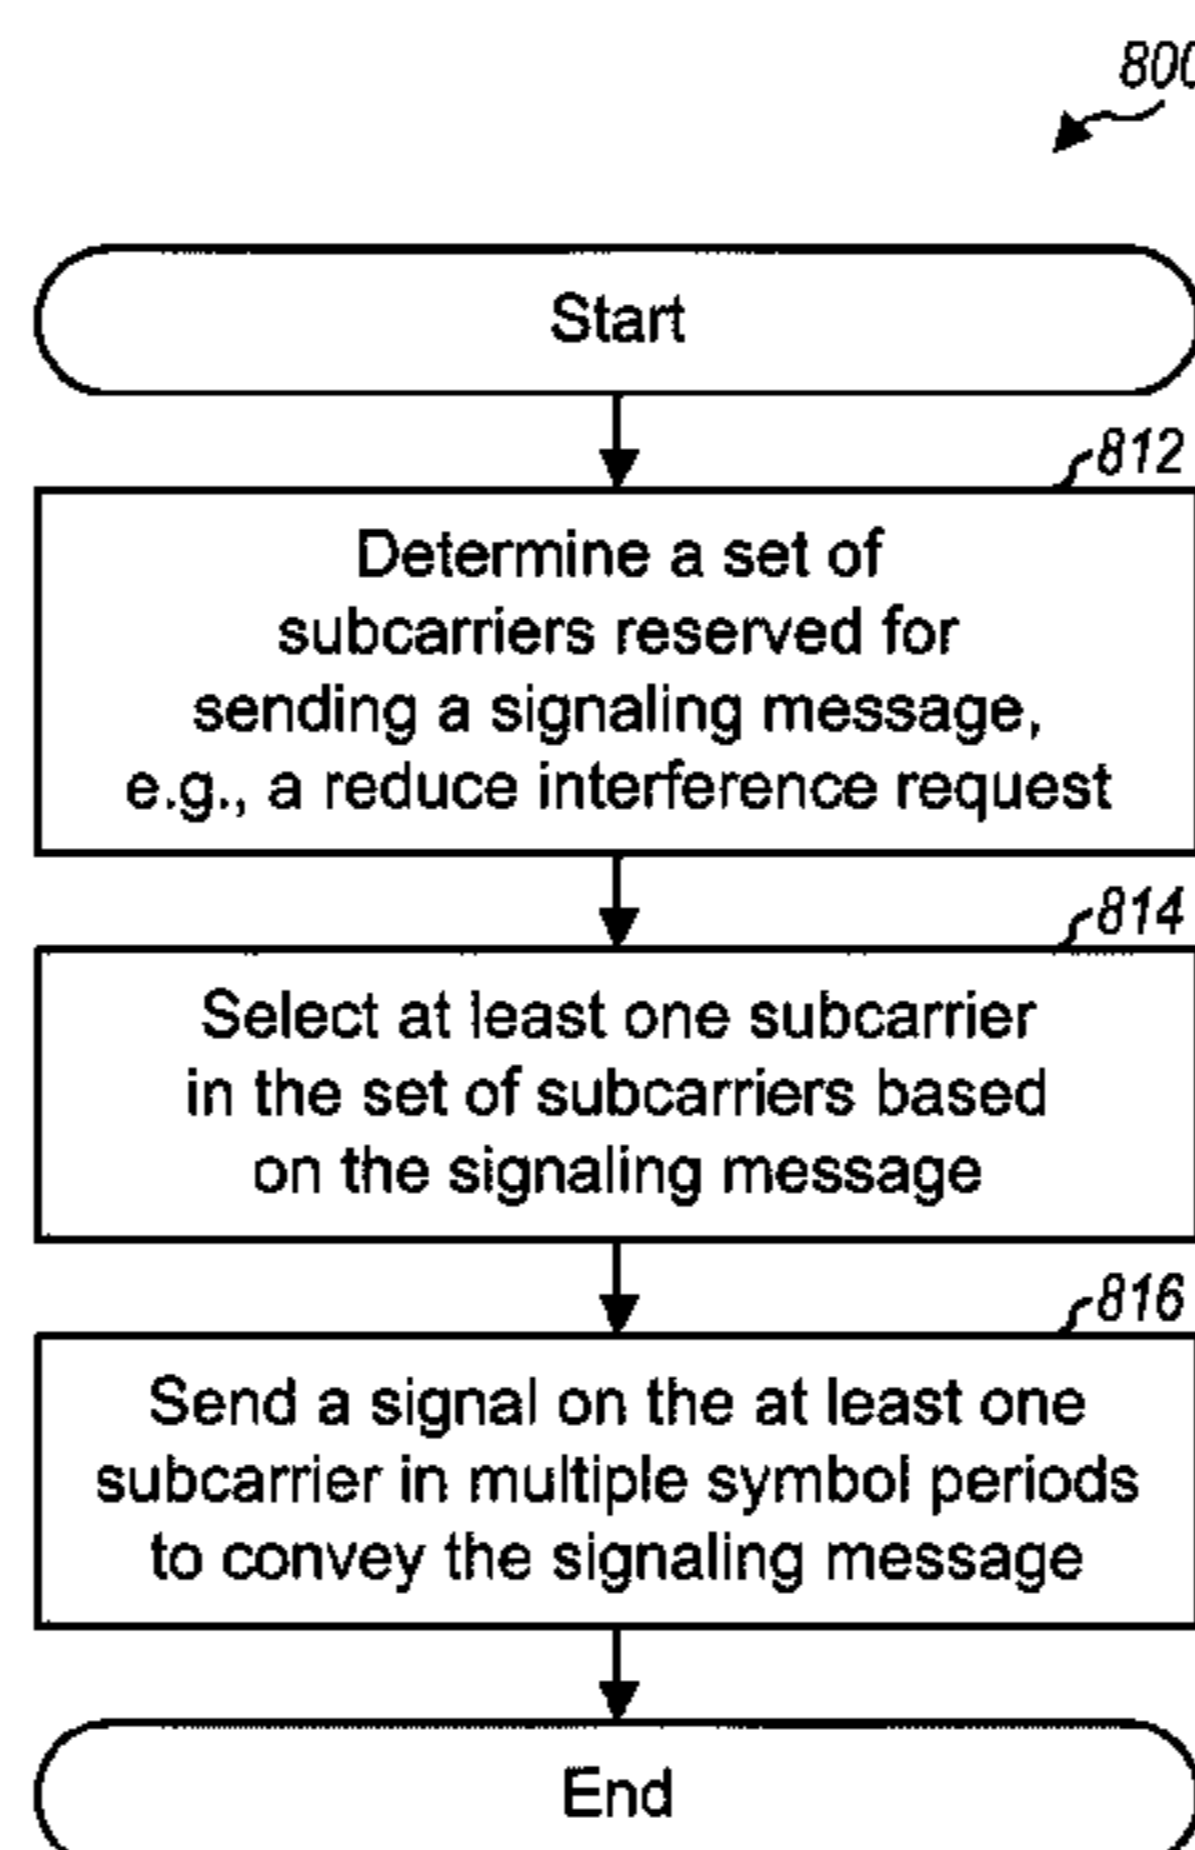 800
Start
812
Determine a set of
subcarriers reserved for
sending a signaling message,
e.g., a reduce interference request
814
Select at least one subcarrier
in the set of subcarriers based
on the signaling message
816
Send a signal on the at least one
subcarrier in multiple symbol periods
to convey the signaling message
End